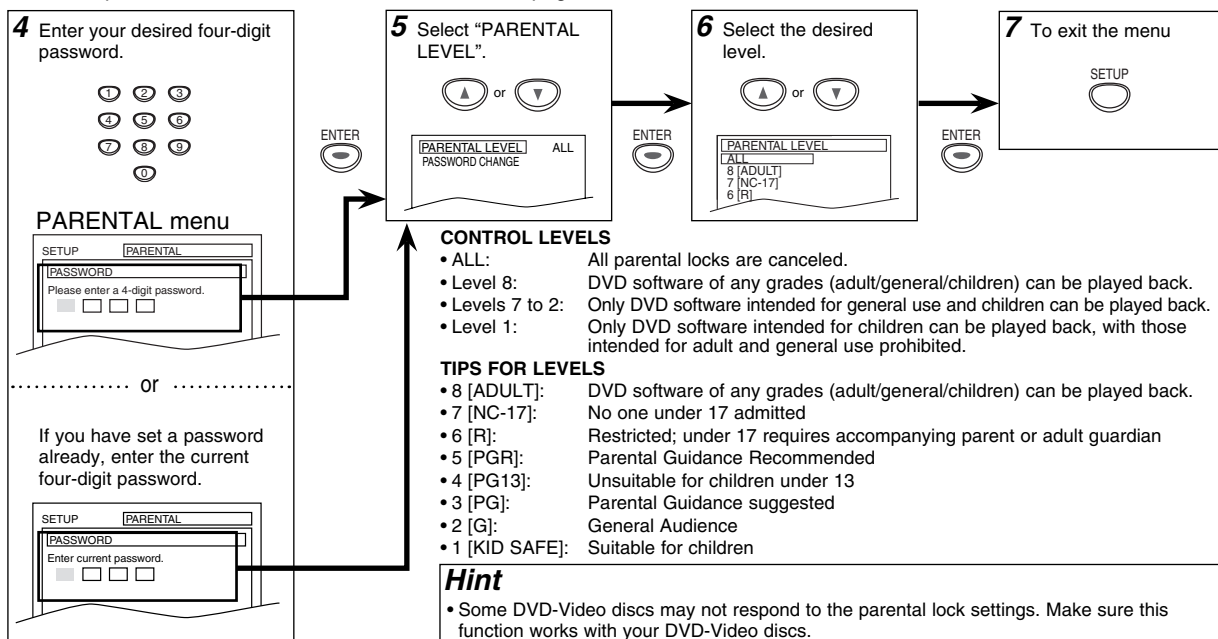 4 Enter your desired four-digit
password.
1 2 3
4 5 6
7 8 9
0
PARENTAL menu
SETUP PARENTAL
PASSWORD
Please enter a 4-digit password.
or
If you have set a password
already, enter the current
four-digit password.
SETUP PARENTAL
PASSWORD
Enter current password.
ENTER
5 Select “PARENTAL
LEVEL”.
or
PARENTAL LEVEL ALL
PASSWORD CHANGE
ENTER
6 Select the desired
level.
or
PARENTAL LEVEL
ALL
8 [ADULT]
7 [NC-17]
6 [R]
ENTER
7 To exit the menu
SETUP
CONTROL LEVELS
• ALL: All parental locks are canceled.
• Level 8: DVD software of any grades (adult/general/children) can be played back.
• Levels 7 to 2: Only DVD software intended for general use and children can be played back.
• Level 1: Only DVD software intended for children can be played back, with those
intended for adult and general use prohibited.
TIPS FOR LEVELS
• 8 [ADULT]: DVD software of any grades (adult/general/children) can be played back.
• 7 [NC-17]: No one under 17 admitted
• 6 [R]: Restricted; under 17 requires accompanying parent or adult guardian
• 5 [PGR]: Parental Guidance Recommended
• 4 [PG13]: Unsuitable for children under 13
• 3 [PG]: Parental Guidance suggested
• 2 [G]: General Audience
• 1 [KID SAFE]: Suitable for children
Hint
• Some DVD-Video discs may not respond to the parental lock settings. Make sure this
function works with your DVD-Video discs.